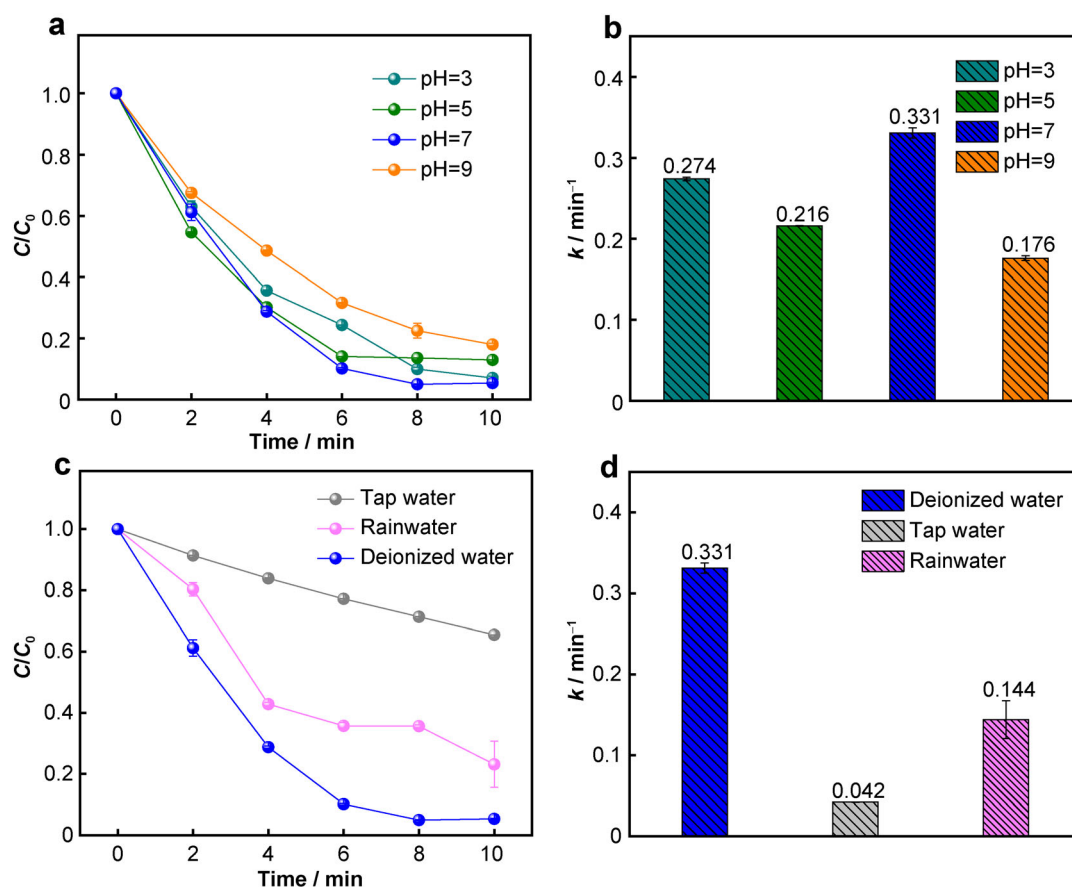 a
C/C₀
1.0
0.8
0.6
0.4
0.2
0
pH=3
pH=5
pH=7
pH=9
0 2 4 6 8 10
Time / min
b
k / min⁻¹
0.4
0.3
0.2
0.1
0
pH=3
pH=5
pH=7
pH=9
0.274
0.216
0.331
0.176
c
C/C₀
1.0
0.8
0.6
0.4
0.2
0
Tap water
Rainwater
Deionized water
0 2 4 6 8 10
Time / min
d
k / min⁻¹
0.4
0.3
0.2
0.1
0
Deionized water
Tap water
Rainwater
0.331
0.042
0.144